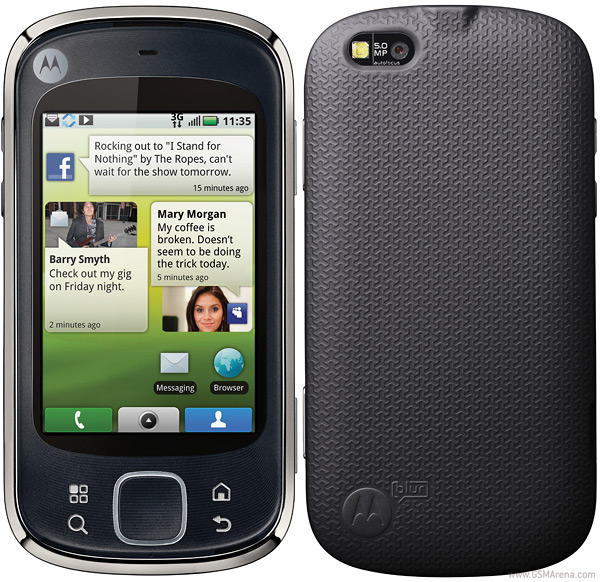 3G
11:35
Rocking out to "I Stand for
Nothing" by The Ropes, can't
wait for the show tomorrow.
15 minutes ago
f
Barry Smyth
Check out my gig
on Friday night.
2 minutes ago
Mary Morgan
My coffee is
broken. Doesn't
seem to be doing
the trick today.
5 minutes ago
Messaging
Browser
5.0
MP
autofocus
blur
www.GSMArena.com